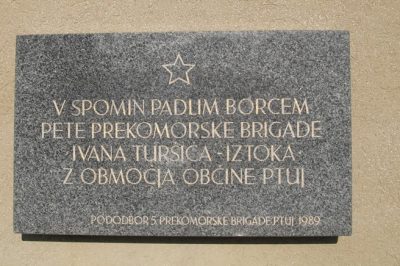 V SPOMIN PADLIM BORCEM
PETE PREKOMORSKE BRIGADE
IVANA TURŠIČA-IZTOKA
Z OBMOČJA OBČINE PTUJ
PODODBOR 5. PREKOMORSKE BRIGADE PTUJ 1989